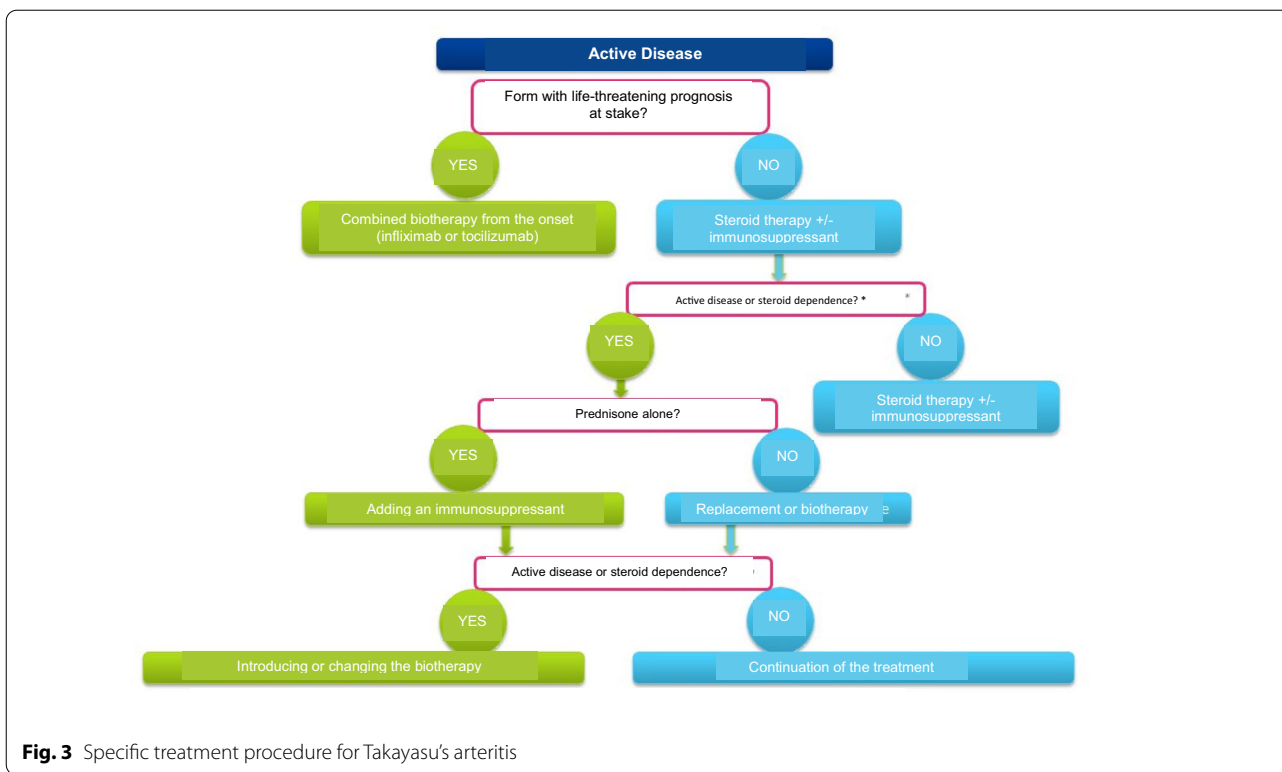 Active Disease
Form with life-threatening prognosis
at stake?
YES
NO
Combined biotherapy from the onset
(infliximab or tocilizumab)
Steroid therapy +/-
immunosuppressant
Active disease or steroid dependence? * *
YES
NO
Steroid therapy +/-
immunosuppressant
Prednisone alone?
YES
NO
Adding an immunosuppressant
Replacement or biotherapy e
Active disease or steroid dependence?
YES
NO
Introducing or changing the biotherapy
Continuation of the treatment
Fig. 3 Specific treatment procedure for Takayasu’s arteritis